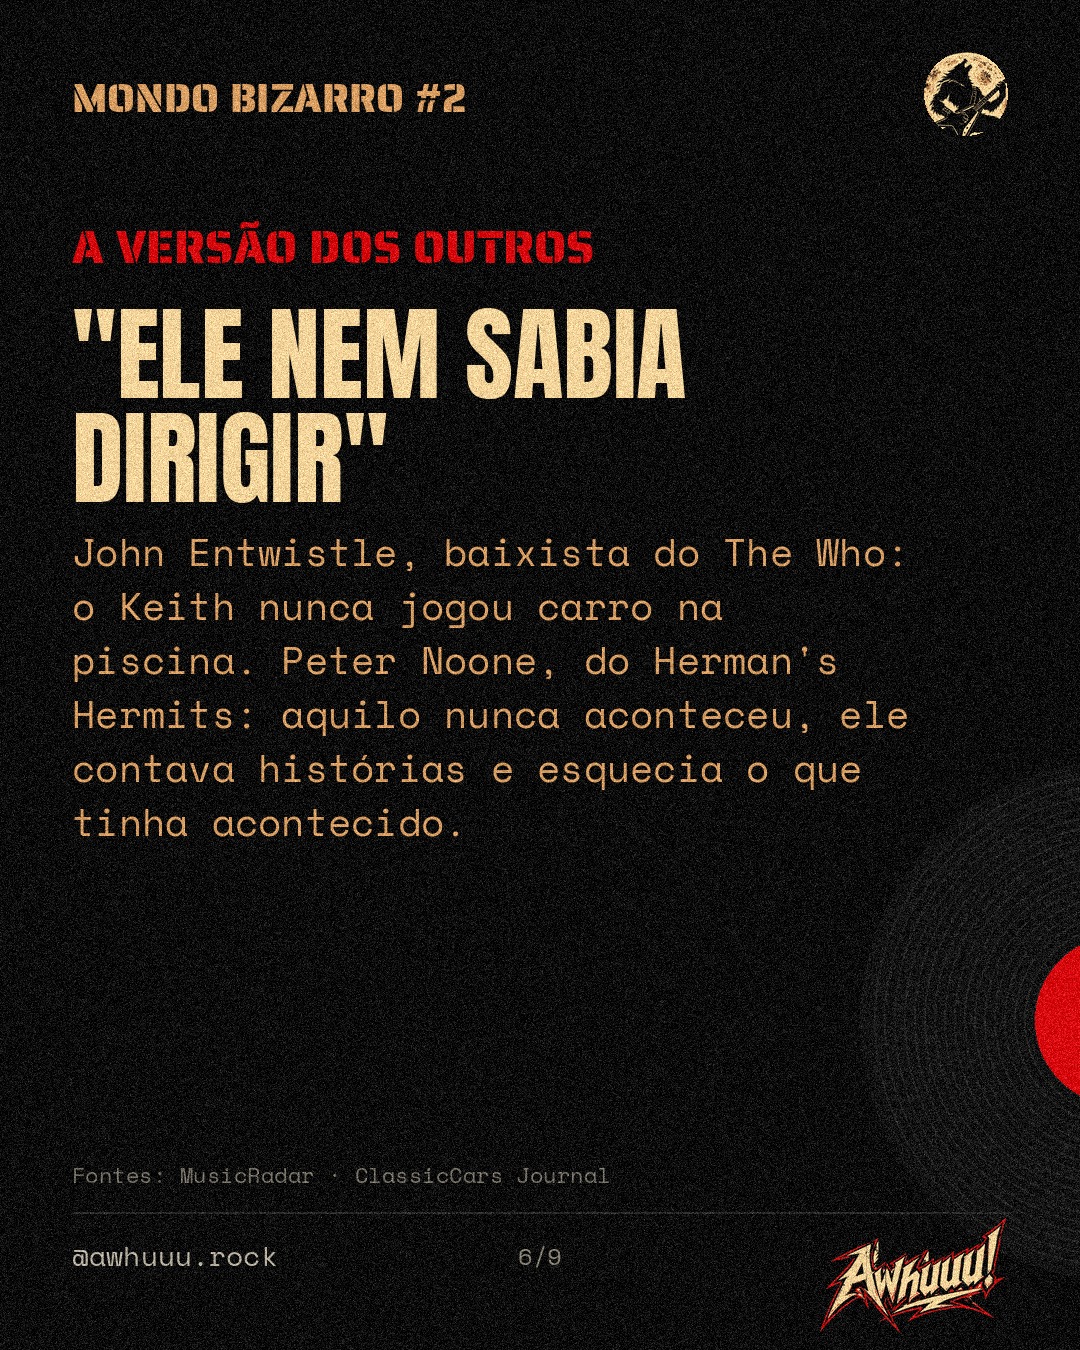 MONDO BIZARRO #2
A VERSÃO DOS OUTROS
"ELE NEM SABIA
DIRIGIR"
John Entwistle, baixista do The Who:
o Keith nunca jogou carro na
piscina. Peter Noone, do Herman's
Hermits: aquilo nunca aconteceu, ele
contava histórias e esquecia o que
tinha acontecido.
Fontes: MusicRadar · ClassicCars Journal
@awhuuu.rock
6/9
Awhuuu!